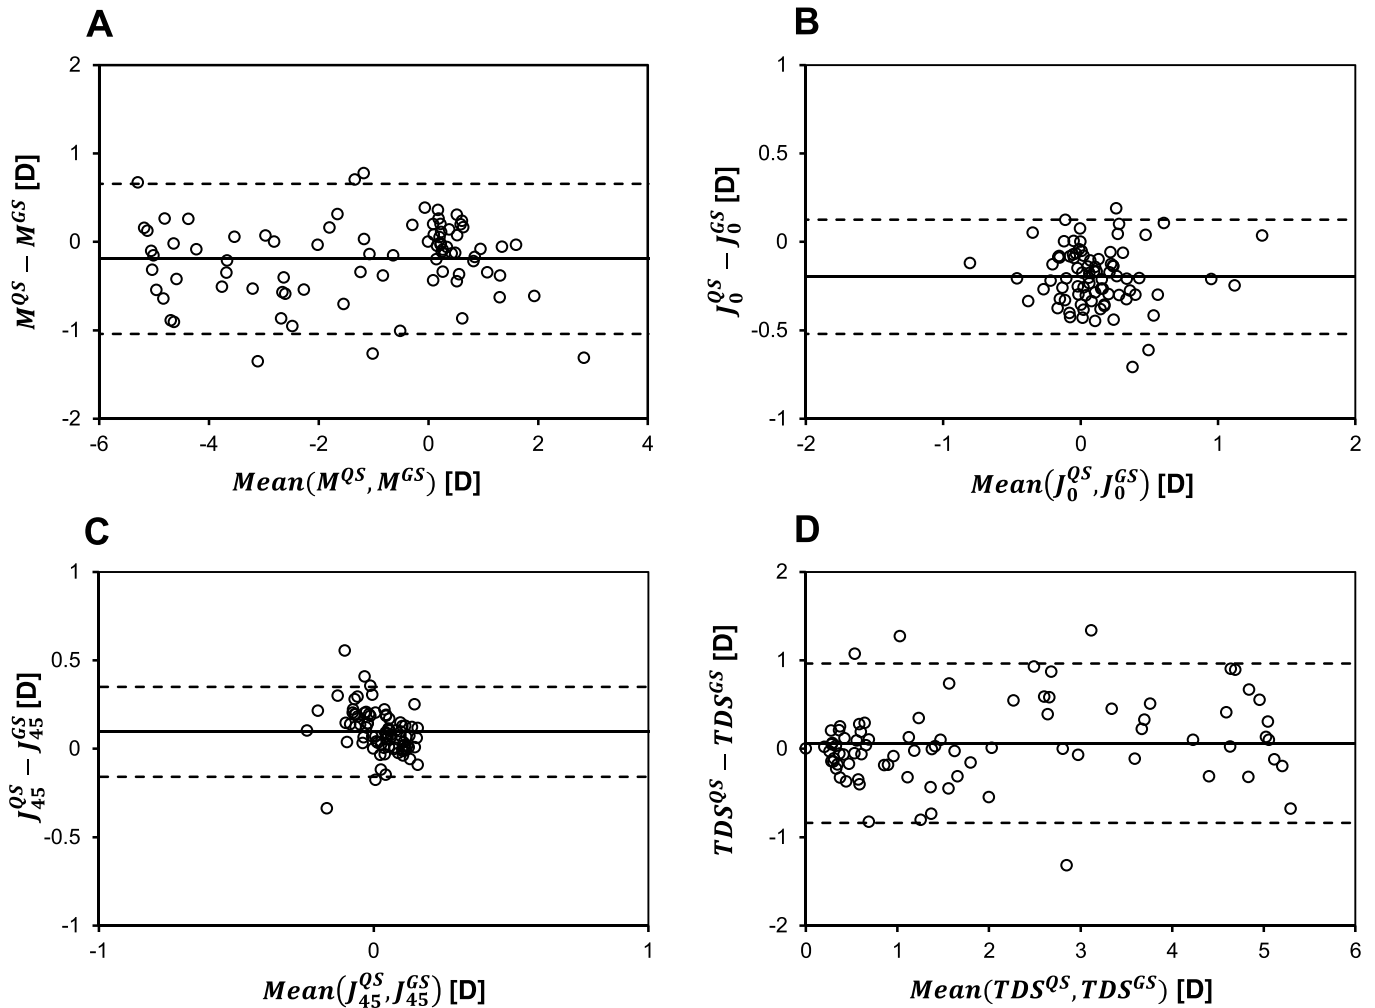 A
M^QS − M^GS [D]
2
1
0
-1
-2
-6 -4 -2 0 2 4
Mean(M^QS, M^GS) [D]
B
J_0^QS − J_0^GS [D]
1
0.5
0
-0.5
-1
-2 -1 0 1 2
Mean(J_0^QS, J_0^GS) [D]
C
J_45^QS − J_45^GS [D]
1
0.5
0
-0.5
-1
-1 0 1
Mean(J_45^QS, J_45^GS) [D]
D
TDS^QS − TDS^GS [D]
2
1
0
-1
-2
0 1 2 3 4 5 6
Mean(TDS^QS, TDS^GS) [D]